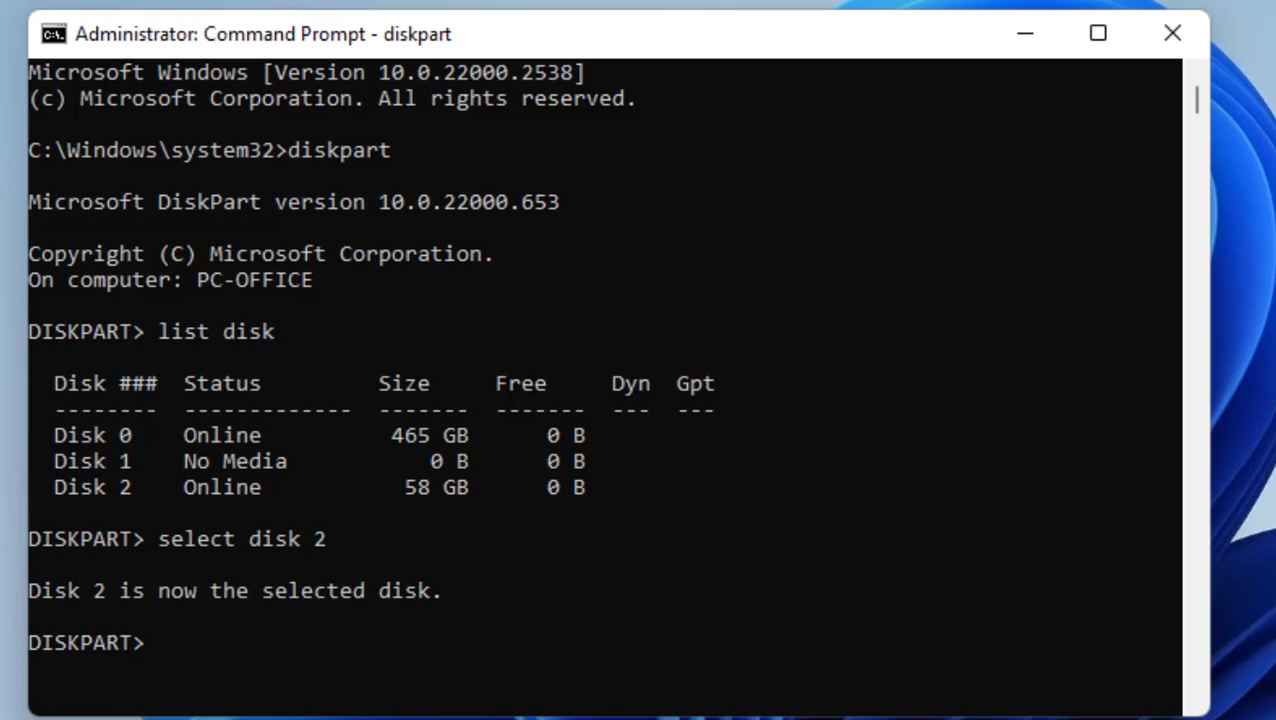 Administrator: Command Prompt - diskpart
Microsoft Windows [Version 10.0.22000.2538]
(c) Microsoft Corporation. All rights reserved.
C:\Windows\system32>diskpart
Microsoft DiskPart version 10.0.22000.653
Copyright (C) Microsoft Corporation.
On computer: PC-OFFICE
DISKPART> list disk
  Disk ###  Status         Size     Free     Dyn  Gpt
  --------  -------------  -------  -------  ---  ---
  Disk 0    Online          465 GB      0 B
  Disk 1    No Media           0 B      0 B
  Disk 2    Online           58 GB      0 B
DISKPART> select disk 2
Disk 2 is now the selected disk.
DISKPART>